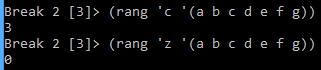 Break 2 [3]> (rang 'c '(a b c d e f g))
3
Break 2 [3]> (rang 'z '(a b c d e f g))
0